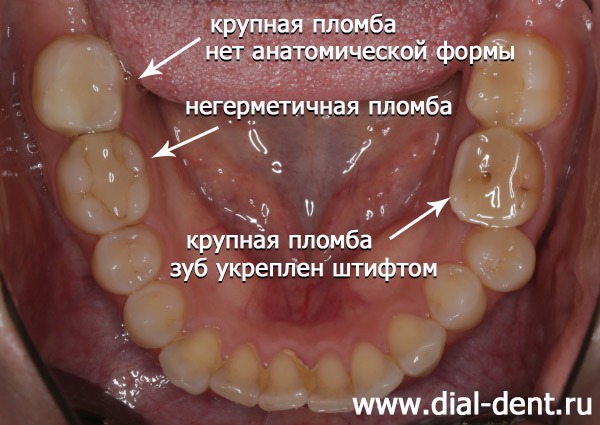 крупная пломба
нет анатомической формы
негерметичная пломба
крупная пломба
зуб укреплен штифтом
www.dial-dent.ru